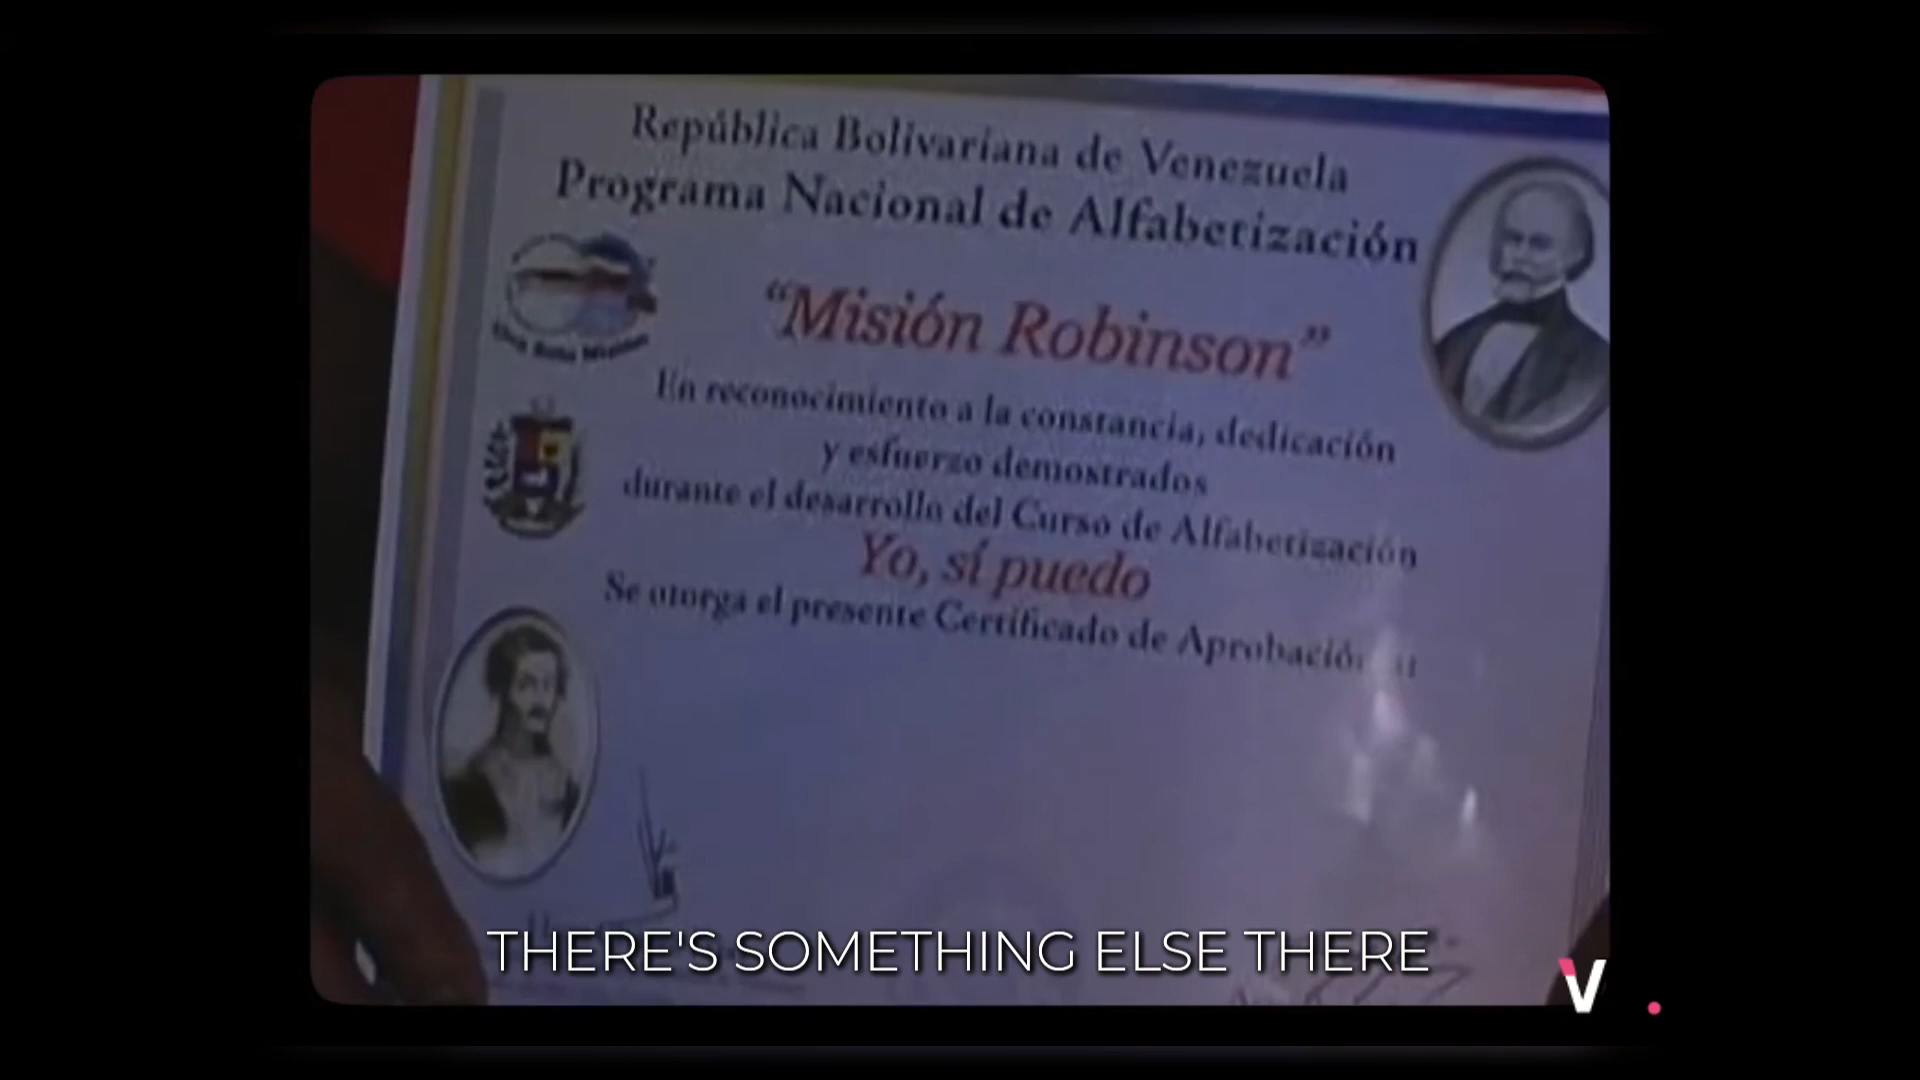 República Bolivariana de Venezuela
Programa Nacional de Alfabetización
“Misión Robinson”
En reconocimiento a la constancia, dedicación
y esfuerzo demostrados
durante el desarrollo del Curso de Alfabetización
Yo, sí puedo
Se otorga el presente Certificado de Aprobación a:
THERE'S SOMETHING ELSE THERE
V.